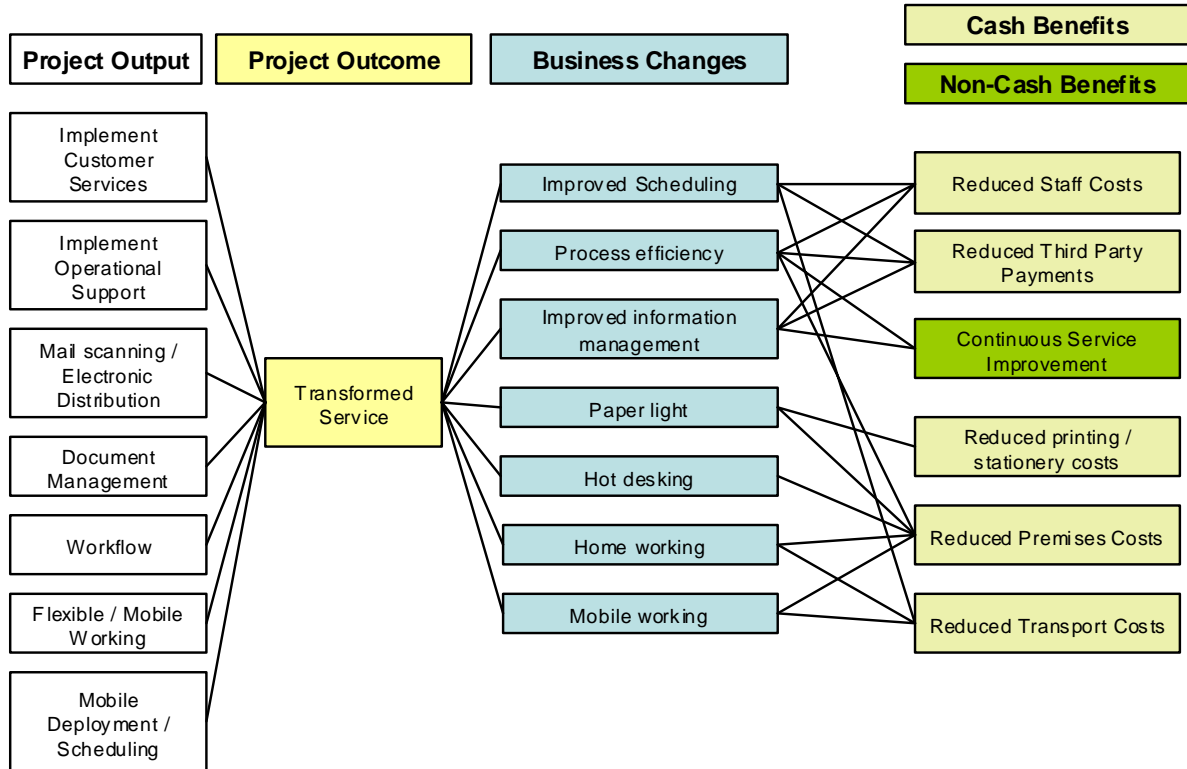 Cash Benefits
Project Output
Project Outcome
Business Changes
Non-Cash Benefits
Implement
Customer
Services
Implement
Operational
Support
Mail scanning /
Electronic
Distribution
Document
Management
Workflow
Flexible / Mobile
Working
Mobile
Deployment /
Scheduling
Transformed
Service
Improved Scheduling
Process efficiency
Improved information
management
Paper light
Hot desking
Home working
Mobile working
Reduced Staff Costs
Reduced Third Party
Payments
Continuous Service
Improvement
Reduced printing /
stationery costs
Reduced Premises Costs
Reduced Transport Costs